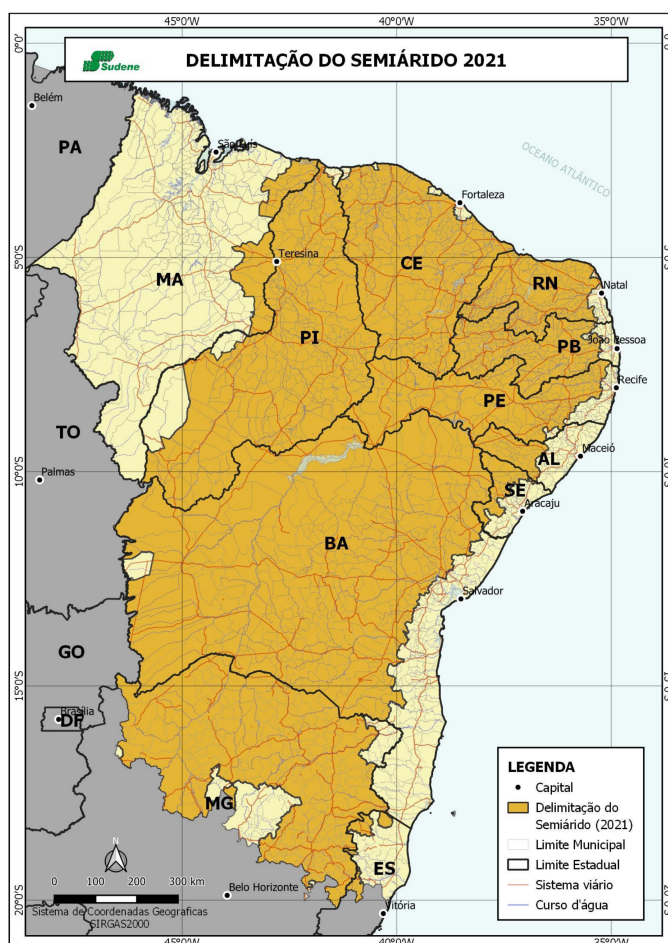 45°0'O 40°0'O 35°0'O
0°0'
Sudene
DELIMITAÇÃO DO SEMIÁRIDO 2021
Belém
PA
São Luís
OCEANO ATLÂNTICO
Fortaleza
5°0'S
Teresina
CE
MA
RN
Natal
PI
João Pessoa
PB
Recife
PE
TO
AL
Maceió
10°0'S
Palmas
SE
Aracaju
BA
Salvador
GO
15°0'S
Brasília
DF
LEGENDA
Capital
Delimitação do
Semiárido (2021)
Limite Municipal
Limite Estadual
Sistema viário
Curso d'água
MG
N
ES
0 100 200 300 km
Belo Horizonte
20°0'S
Vitória
Sistema de Coordenadas Geograficas
SIRGAS2000
45°0'O 40°0'O 35°0'O